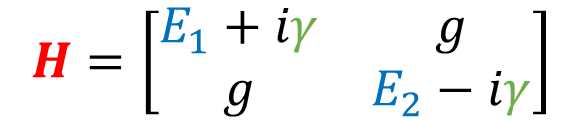 H = [E₁ + iγ g
g E₂ − iγ]